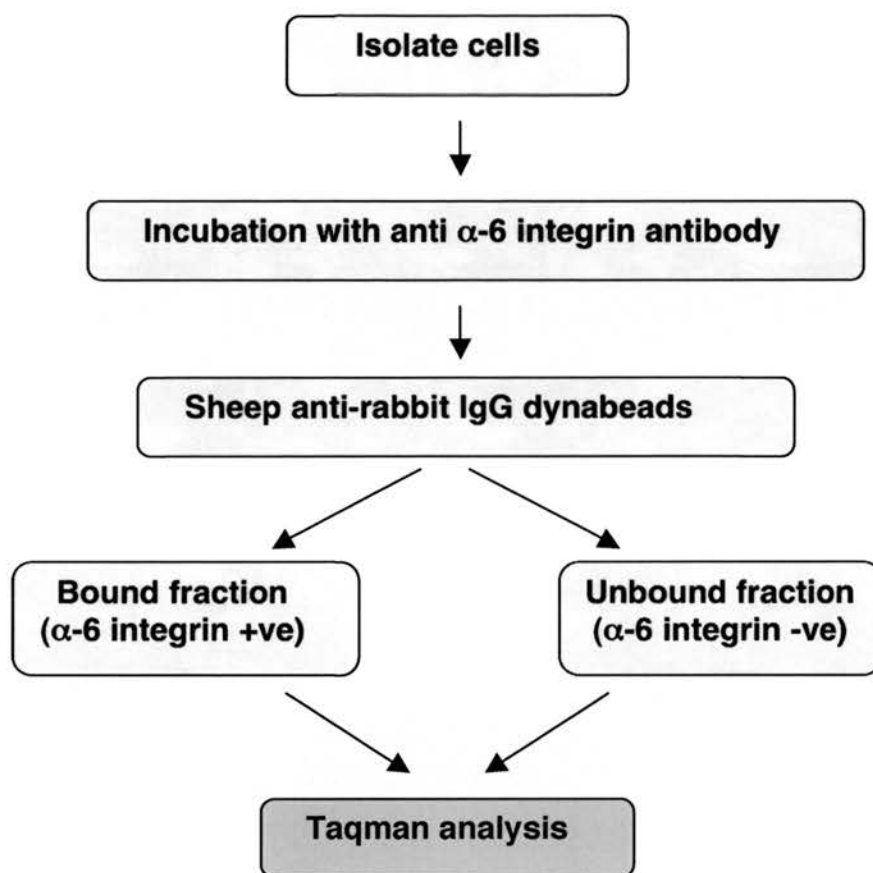 Isolate cells
Incubation with anti α-6 integrin antibody
Sheep anti-rabbit IgG dynabeads
Bound fraction
(α-6 integrin +ve)
Unbound fraction
(α-6 integrin -ve)
Taqman analysis